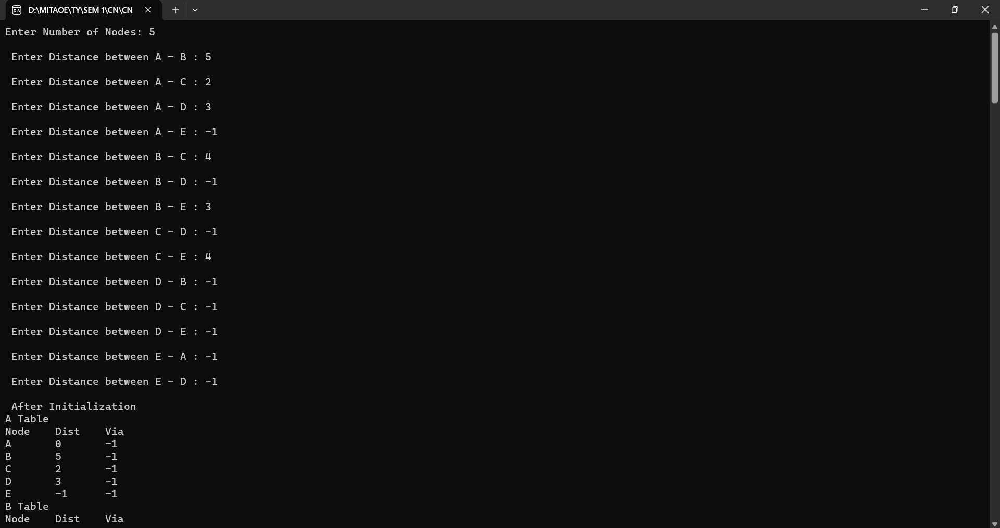 D:\MITAOE\TY\SEM 1\CN\CN
Enter Number of Nodes: 5
Enter Distance between A - B : 5
Enter Distance between A - C : 2
Enter Distance between A - D : 3
Enter Distance between A - E : -1
Enter Distance between B - C : 4
Enter Distance between B - D : -1
Enter Distance between B - E : 3
Enter Distance between C - D : -1
Enter Distance between C - E : 4
Enter Distance between D - B : -1
Enter Distance between D - C : -1
Enter Distance between D - E : -1
Enter Distance between E - A : -1
Enter Distance between E - D : -1
After Initialization
A Table
Node    Dist    Via
A       0       -1
B       5       -1
C       2       -1
D       3       -1
E       -1      -1
B Table
Node    Dist    Via